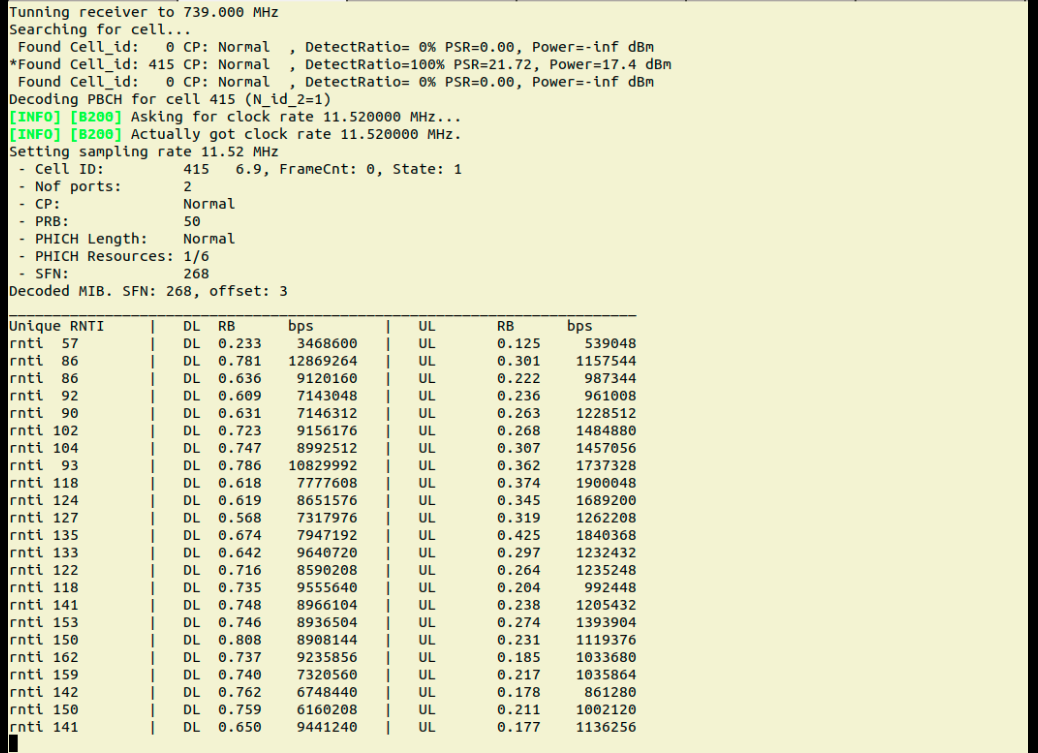 Tunning receiver to 739.000 MHz
Searching for cell...
 Found Cell_id:   0 CP: Normal  , DetectRatio= 0% PSR=0.00, Power=-inf dBm
*Found Cell_id: 415 CP: Normal  , DetectRatio=100% PSR=21.72, Power=17.4 dBm
 Found Cell_id:   0 CP: Normal  , DetectRatio= 0% PSR=0.00, Power=-inf dBm
Decoding PBCH for cell 415 (N_id_2=1)
[INFO] [B200] Asking for clock rate 11.520000 MHz...
[INFO] [B200] Actually got clock rate 11.520000 MHz.
Setting sampling rate 11.52 MHz
 - Cell ID:         415   6.9, FrameCnt: 0, State: 1
 - Nof ports:       2
 - CP:              Normal
 - PRB:             50
 - PHICH Length:    Normal
 - PHICH Resources: 1/6
 - SFN:             268
Decoded MIB. SFN: 268, offset: 3
Unique RNTI     |   DL  RB      bps        |   UL       RB      bps
rnti  57        |   DL  0.233    3468600   |   UL       0.125     539048
rnti  86        |   DL  0.781   12869264   |   UL       0.301    1157544
rnti  86        |   DL  0.636    9120160   |   UL       0.222     987344
rnti  92        |   DL  0.609    7143048   |   UL       0.236     961008
rnti  90        |   DL  0.631    7146312   |   UL       0.263    1228512
rnti 102        |   DL  0.723    9156176   |   UL       0.268    1484880
rnti 104        |   DL  0.747    8992512   |   UL       0.307    1457056
rnti  93        |   DL  0.786   10829992   |   UL       0.362    1737328
rnti 118        |   DL  0.618    7777608   |   UL       0.374    1900048
rnti 124        |   DL  0.619    8651576   |   UL       0.345    1689200
rnti 127        |   DL  0.568    7317976   |   UL       0.319    1262208
rnti 135        |   DL  0.674    7947192   |   UL       0.425    1840368
rnti 133        |   DL  0.642    9640720   |   UL       0.297    1232432
rnti 122        |   DL  0.716    8590208   |   UL       0.264    1235248
rnti 118        |   DL  0.735    9555640   |   UL       0.204     992448
rnti 141        |   DL  0.748    8966104   |   UL       0.238    1205432
rnti 153        |   DL  0.746    8936504   |   UL       0.274    1393904
rnti 150        |   DL  0.808    8908144   |   UL       0.231    1119376
rnti 162        |   DL  0.737    9235856   |   UL       0.185    1033680
rnti 159        |   DL  0.740    7320560   |   UL       0.217    1035864
rnti 142        |   DL  0.762    6748440   |   UL       0.178     861280
rnti 150        |   DL  0.759    6160208   |   UL       0.211    1002120
rnti 141        |   DL  0.650    9441240   |   UL       0.177    1136256